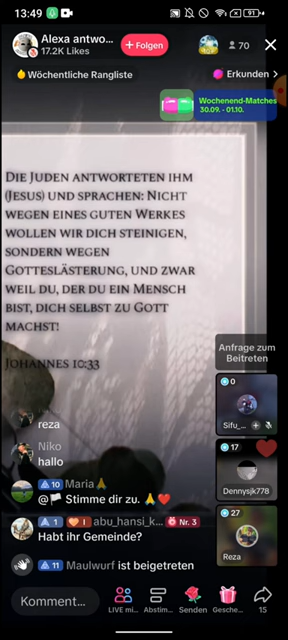 13:49
91
Alexa antwo...
17.2K Likes
+ Folgen
70
Wöchentliche Rangliste
Erkunden >
Wochenend-Matches
30.09. - 01.10.
Die Juden antworteten ihm
(Jesus) und sprachen: Nicht
wegen eines guten Werkes
wollen wir dich steinigen,
sondern wegen
Gotteslästerung, und zwar
weil du, der du ein Mensch
bist, dich selbst zu Gott
machst!
Johannes 10:33
Anfrage zum
Beitreten
0
Sifu_...
17
Dennysjk778
27
Reza
reza
Niko
hallo
10 Maria🙏
@🏳 Stimme dir zu. 🙏❤️
1 1 abu_hansi_k... Nr. 3
Habt ihr Gemeinde?
11 Maulwurf ist beigetreten
Komment...
LIVE mi...
Abstim...
Senden
Gesche...
15